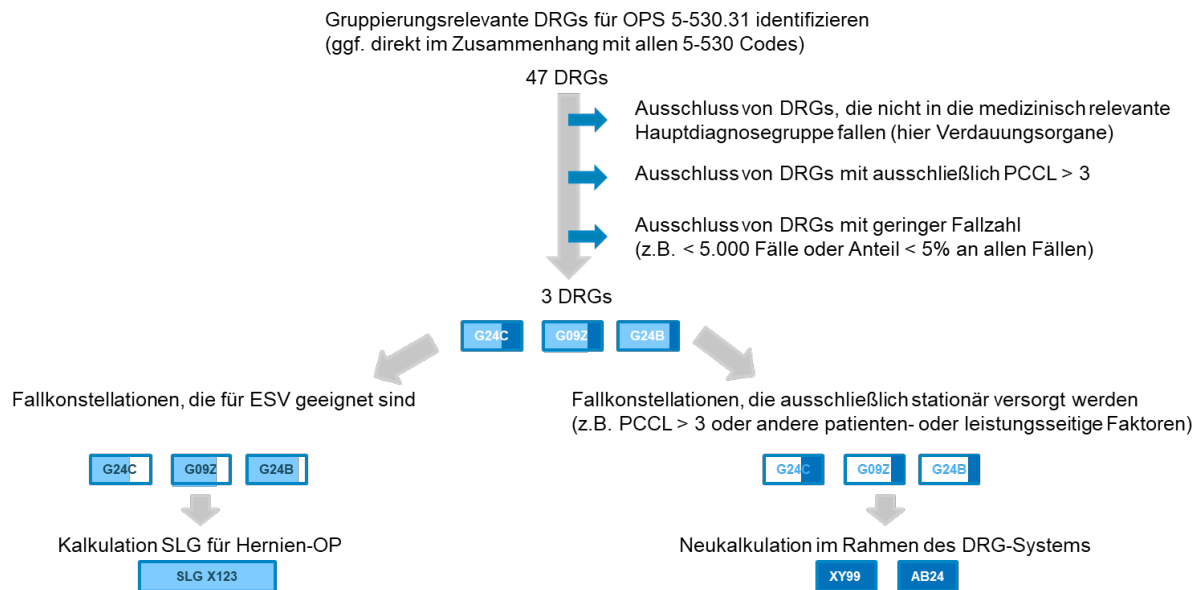 Gruppierungsrelevante DRGs für OPS 5-530.31 identifizieren
(ggf. direkt im Zusammenhang mit allen 5-530 Codes)
47 DRGs
Ausschluss von DRGs, die nicht in die medizinisch relevante
Hauptdiagnosegruppe fallen (hier Verdauungsorgane)
Ausschluss von DRGs mit ausschließlich PCCL > 3
Ausschluss von DRGs mit geringer Fallzahl
(z.B. < 5.000 Fälle oder Anteil < 5% an allen Fällen)
3 DRGs
G24C G09Z G24B
Fallkonstellationen, die für ESV geeignet sind
G24C G09Z G24B
Kalkulation SLG für Hernien-OP
SLG X123
Fallkonstellationen, die ausschließlich stationär versorgt werden
(z.B. PCCL > 3 oder andere patienten- oder leistungsseitige Faktoren)
G24C G09Z G24B
Neukalkulation im Rahmen des DRG-Systems
XY99 AB24